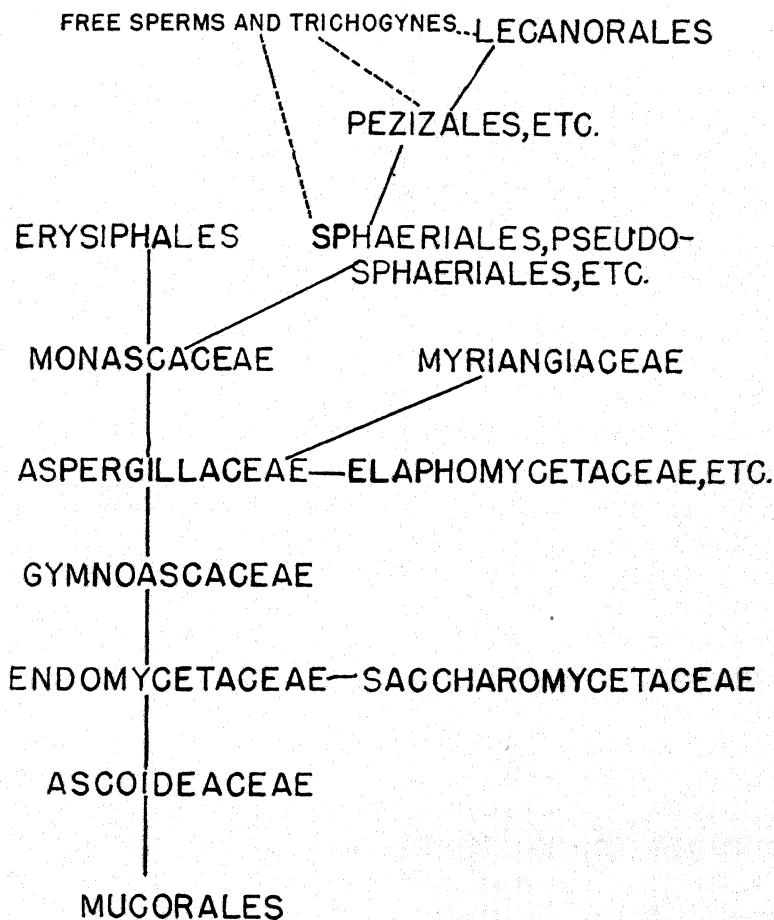 FREE SPERMS AND TRICHOGYNES...LECANORALES
PEZIZALES,ETC.
ERYSIPHALES
SPHAERIALES,PSEUDO-
SPHAERIALES,ETC.
MONASCACEAE
MYRIANGIACEAE
ASPERGILLACEAE—ELAPHOMYCETACEAE,ETC.
GYMNOASCACEAE
ENDOMYCETACEAE—SACCHAROMYCETACEAE
ASCOIDEACEAE
MUCORALES